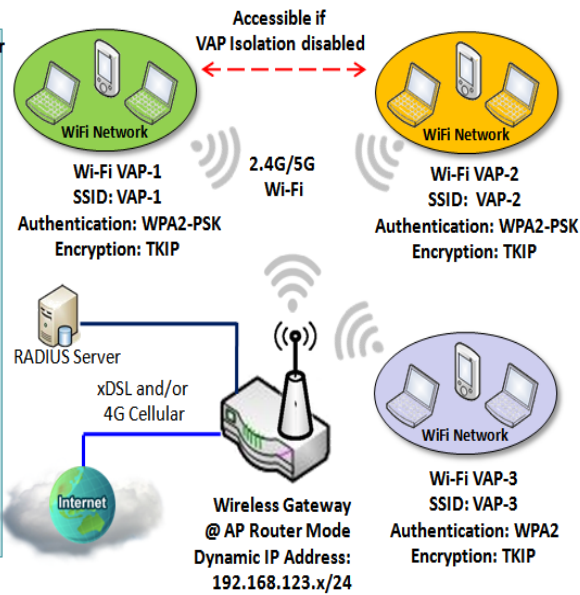 Accessible if
VAP Isolation disabled
r
WiFi Network
WiFi Network
Wi-Fi VAP-1
SSID: VAP-1
Authentication: WPA2-PSK
Encryption: TKIP
2.4G/5G
Wi-Fi
Wi-Fi VAP-2
SSID: VAP-2
Authentication: WPA2-PSK
Encryption: TKIP
RADIUS Server
xDSL and/or
4G Cellular
Internet
Wireless Gateway
@ AP Router Mode
Dynamic IP Address:
192.168.123.x/24
WiFi Network
Wi-Fi VAP-3
SSID: VAP-3
Authentication: WPA2
Encryption: TKIP